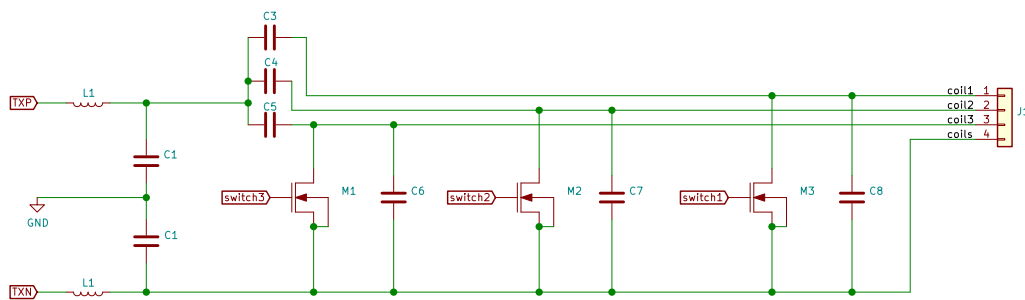 C3
C4
C5
TXP
L1
coil1 1
coil2 2
coil3 3
coils 4
J1
C1
switch3
M1
C6
switch2
M2
C7
switch1
M3
C8
GND
C1
L1
TXN